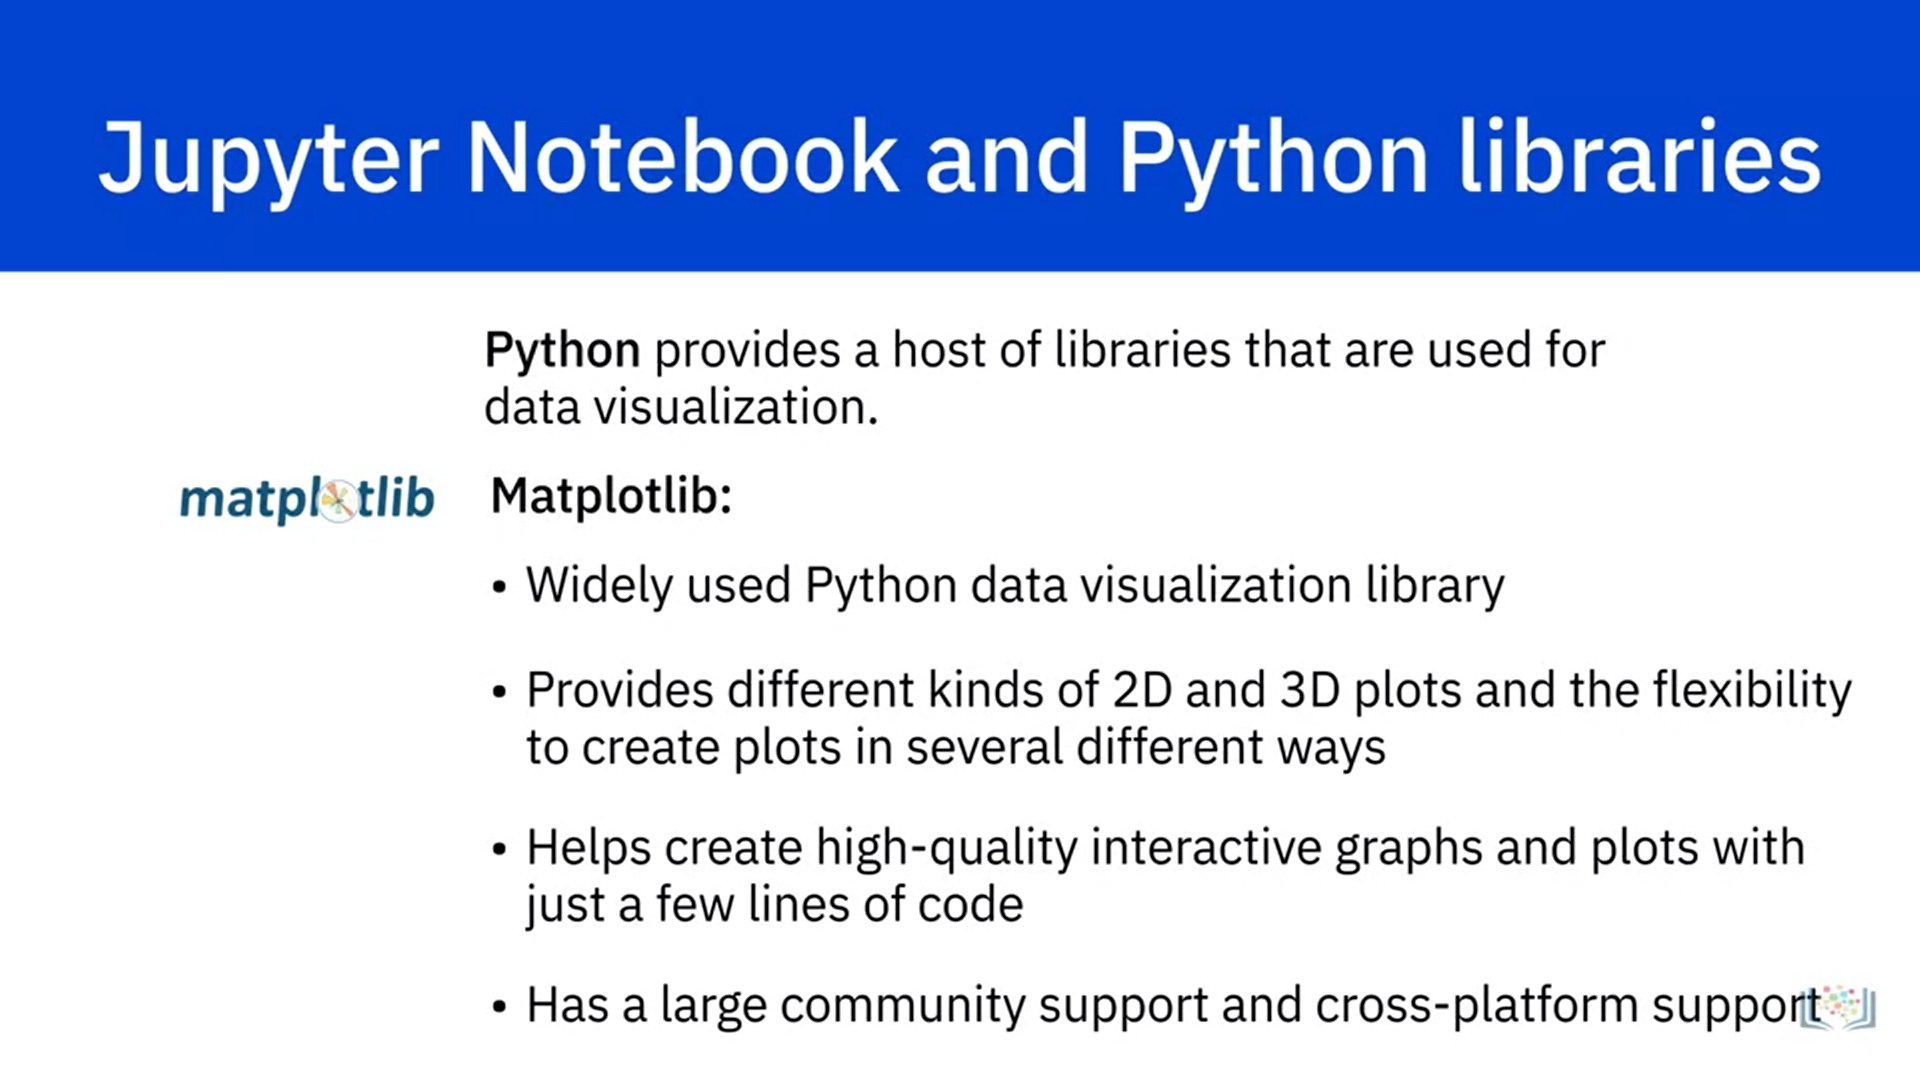 Jupyter Notebook and Python libraries
Python provides a host of libraries that are used for
data visualization.
matplotlib
Matplotlib:
• Widely used Python data visualization library
• Provides different kinds of 2D and 3D plots and the flexibility
to create plots in several different ways
• Helps create high-quality interactive graphs and plots with
just a few lines of code
• Has a large community support and cross-platform support